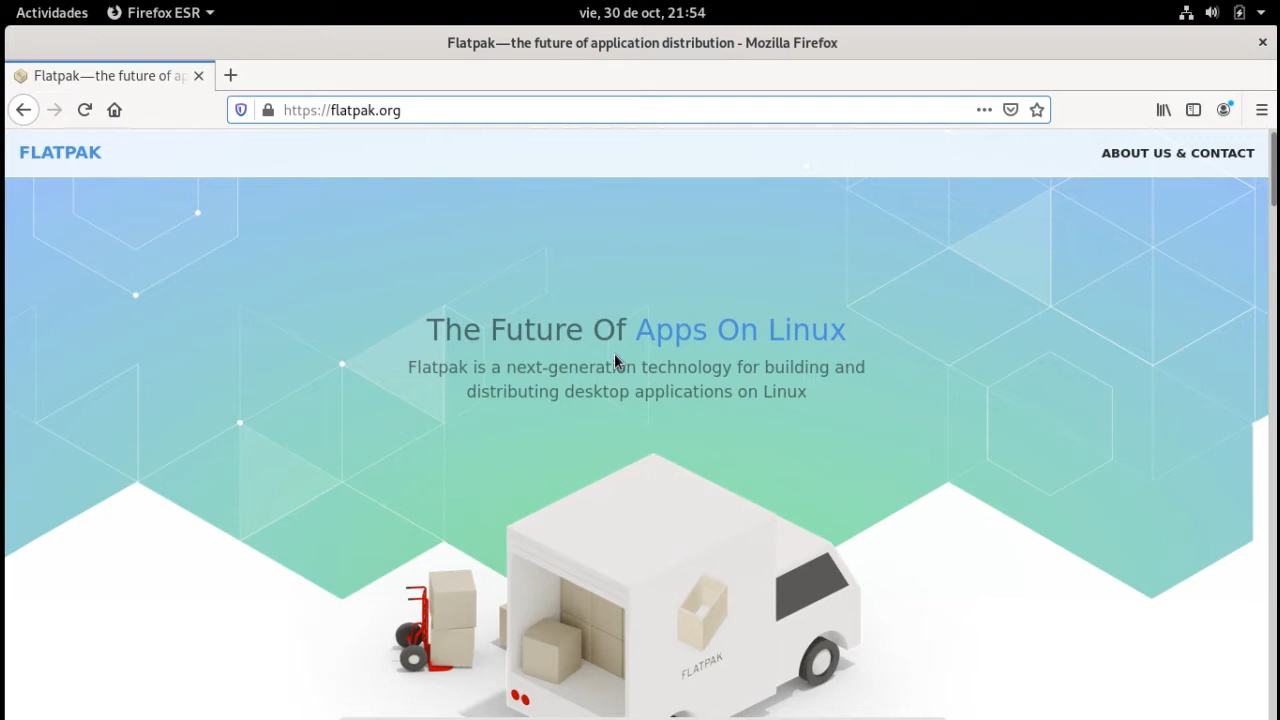 Actividades Firefox ESR vie, 30 de oct, 21:54
Flatpak—the future of application distribution - Mozilla Firefox
Flatpak—the future of ap
https://flatpak.org
FLATPAK ABOUT US & CONTACT
The Future Of Apps On Linux
Flatpak is a next-generation technology for building and
distributing desktop applications on Linux
FLATPAK